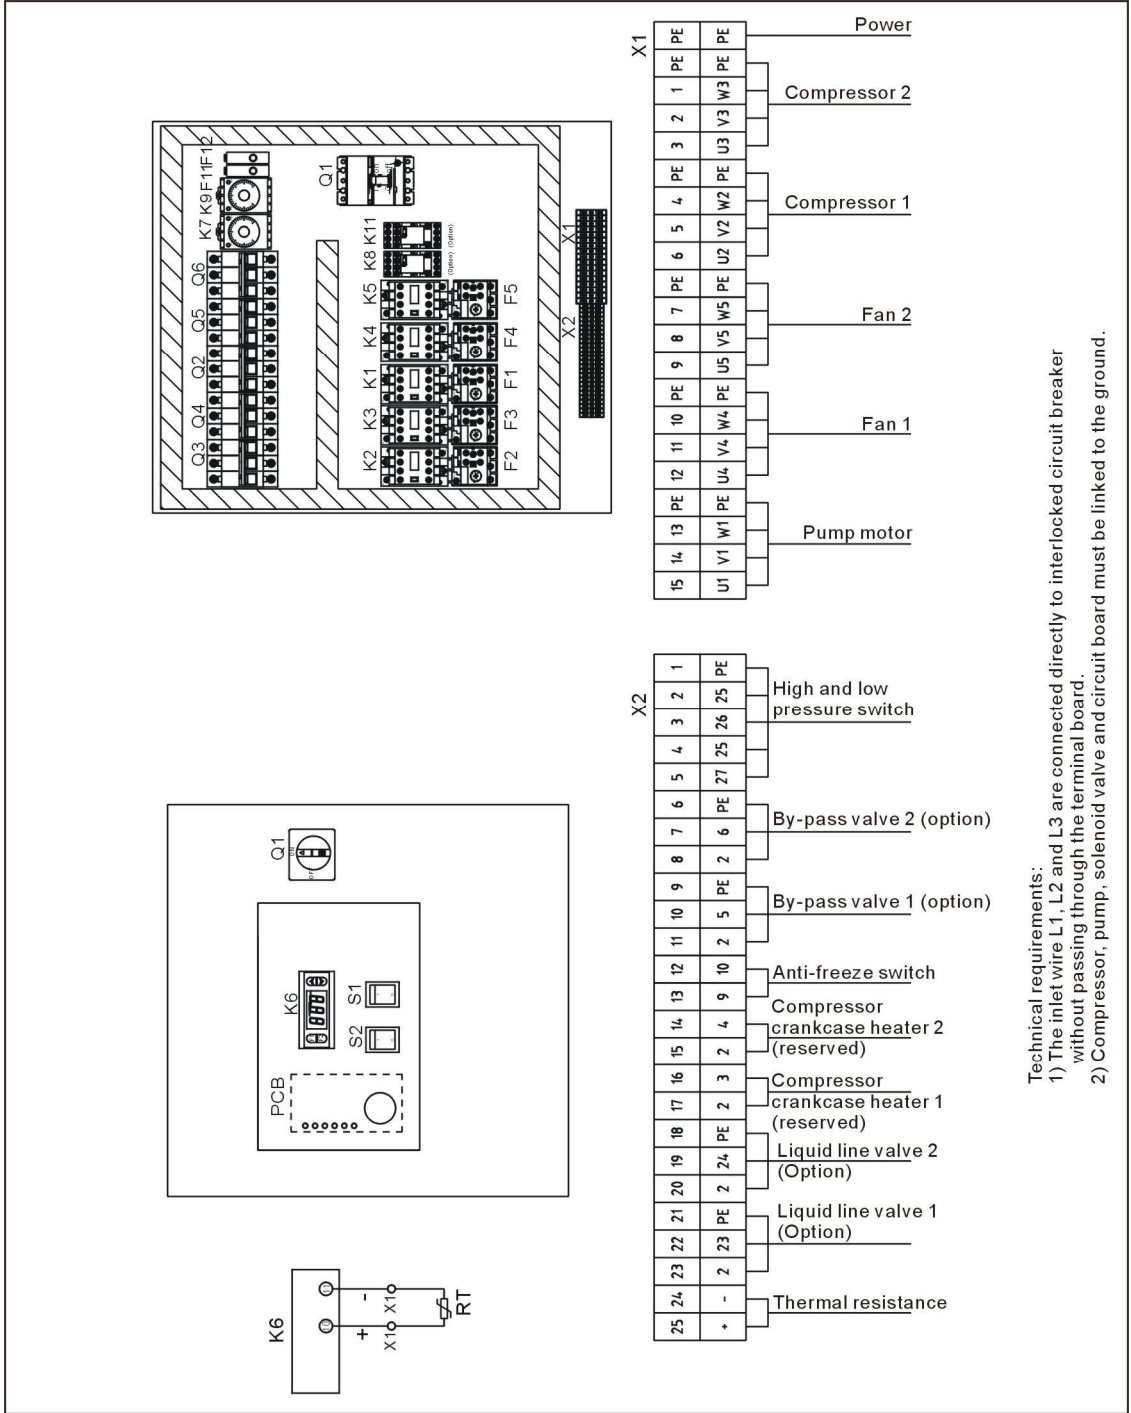 X1
PE PE Power
PE PE
1 W3 Compressor 2
2 V3
3 U3
PE PE
4 W2 Compressor 1
5 V2
6 U2
PE PE
7 W5 Fan 2
8 V5
9 U5
PE PE
10 W4 Fan 1
11 V4
12 U4
PE PE
13 W1 Pump motor
14 V1
15 U1
X2
1 PE
2 25 High and low
3 26 pressure switch
4 25
5 27
6 PE
7 6 By-pass valve 2 (option)
8 2
9 PE
10 5 By-pass valve 1 (option)
11 2
12 10 Anti-freeze switch
13 9
14 4 Compressor
crankcase heater 2
15 2 (reserved)
16 3 Compressor
17 2 crankcase heater 1
(reserved)
18 PE
19 24 Liquid line valve 2
20 2 (Option)
21 PE Liquid line valve 1
22 23 (Option)
23 2
24 - Thermal resistance
25 +
Q3 Q4 Q2 Q5 Q6 K7 K9 F11 F12
Q1
K2 K3 K1 K4 K5 K8 K11
(Option) (Option)
F2 F3 F1 F4 F5
X2 X1
Q1
ON
K6
S2 S1
PCB
K6
10 11
+ -
X1 X1
RT
Technical requirements:
1) The inlet wire L1, L2 and L3 are connected directly to interlocked circuit breaker
without passing through the terminal board.
2) Compressor, pump, solenoid valve and circuit board must be linked to the ground.